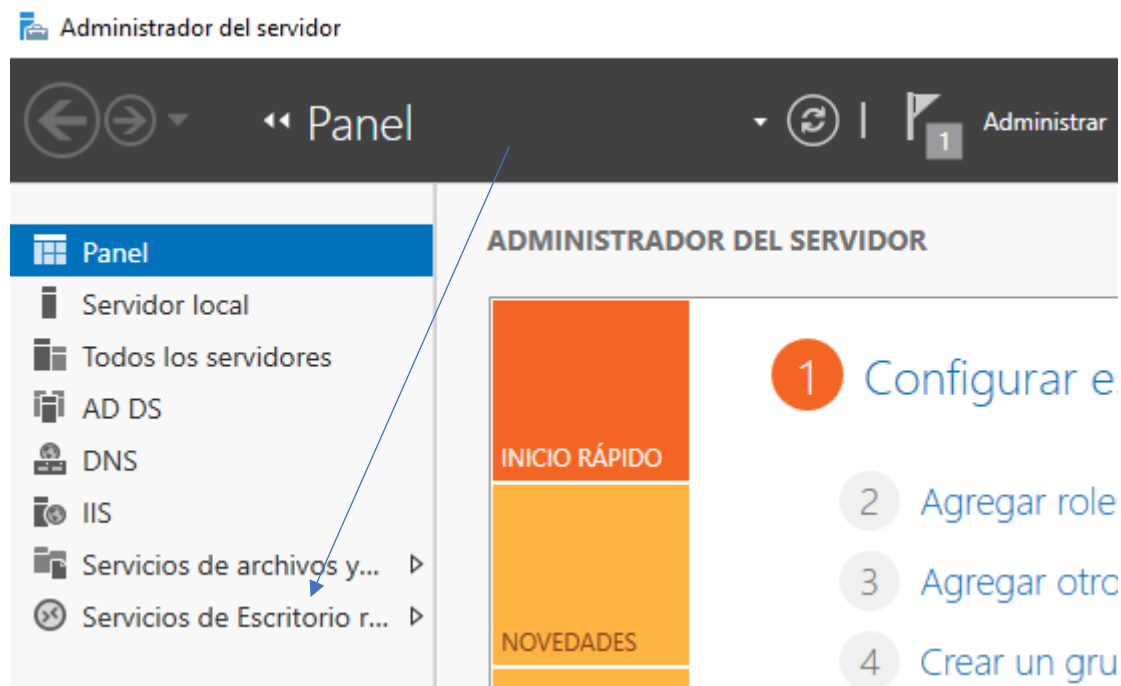 Administrador del servidor
Panel
1
Administrar
Panel
Servidor local
Todos los servidores
AD DS
DNS
IIS
Servicios de archivos y...
Servicios de Escritorio r...
ADMINISTRADOR DEL SERVIDOR
INICIO RÁPIDO
NOVEDADES
1 Configurar e
2 Agregar role
3 Agregar otro
4 Crear un gru